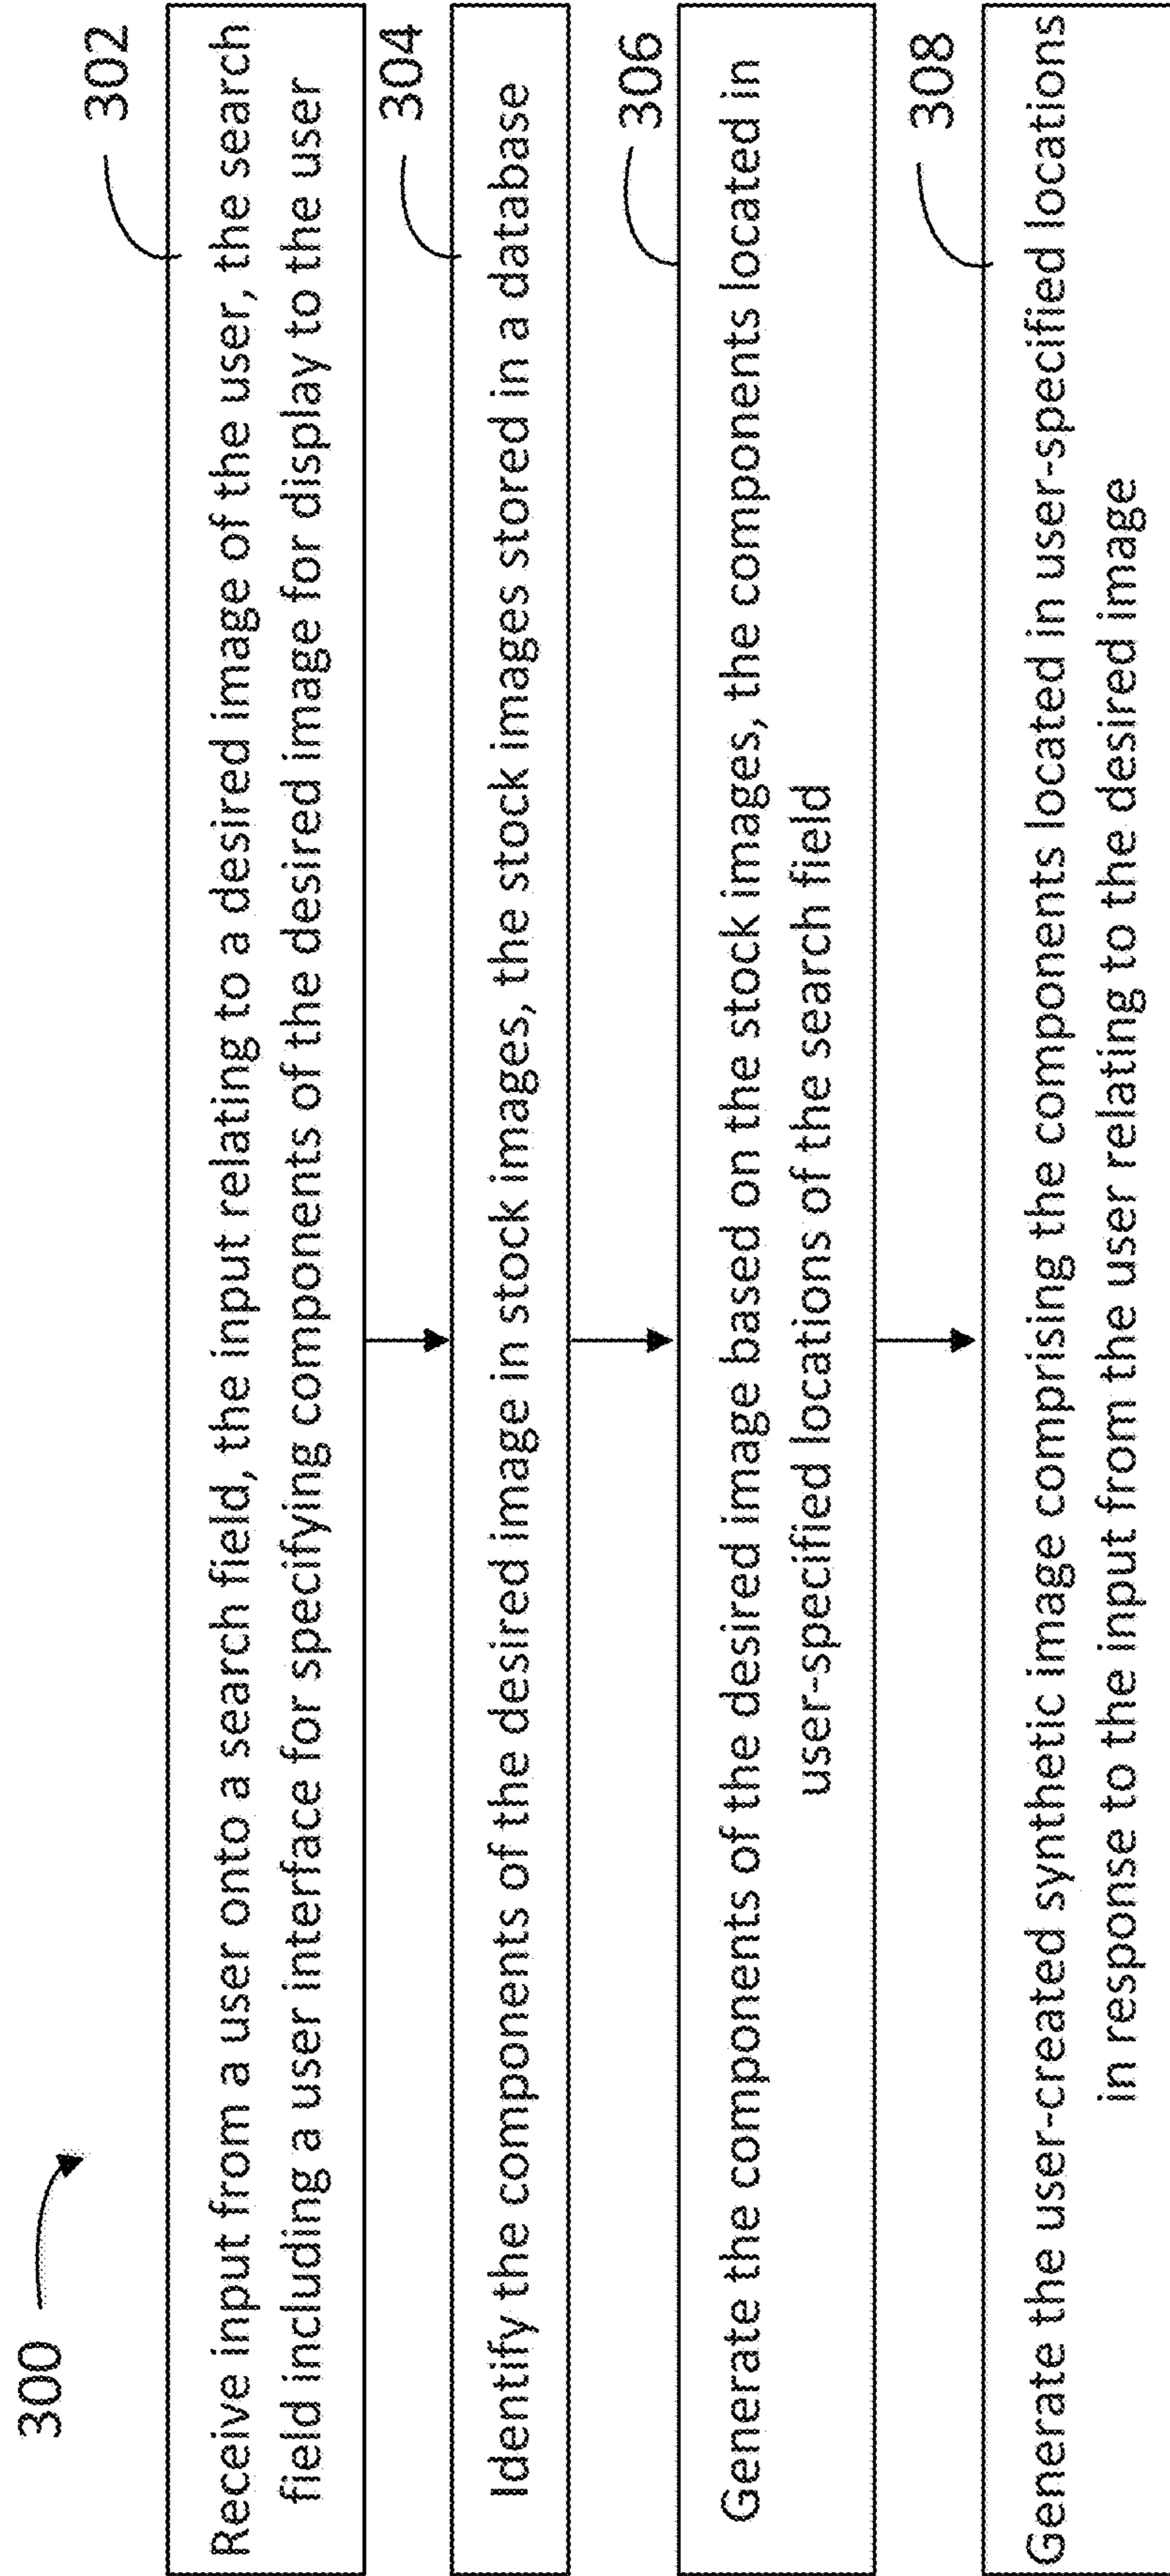 300
302
Receive input from a user onto a search field, the input relating to a desired image of the user, the search
field including a user interface for specifying components of the desired image for display to the user
304
Identify the components of the desired image in stock images, the stock images stored in a database
306
Generate the components of the desired image based on the stock images, the components located in
user-specified locations of the search field
308
Generate the user-created synthetic image comprising the components located in user-specified locations
in response to the input from the user relating to the desired image